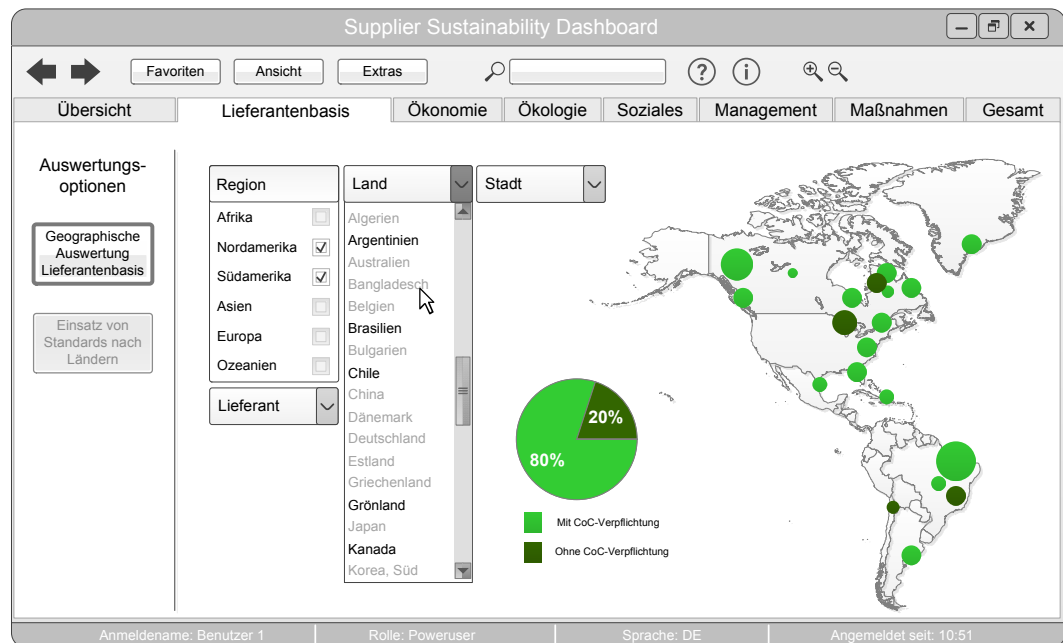 Supplier Sustainability Dashboard
Favoriten
Ansicht
Extras
Übersicht
Lieferantenbasis
Ökonomie
Ökologie
Soziales
Management
Maßnahmen
Gesamt
Auswertungs-
optionen
Geographische
Auswertung
Lieferantenbasis
Einsatz von
Standards nach
Ländern
Region
Afrika
Nordamerika
Südamerika
Asien
Europa
Ozeanien
Lieferant
Land
Algerien
Argentinien
Australien
Bangladesch
Belgien
Brasilien
Bulgarien
Chile
China
Dänemark
Deutschland
Estland
Griechenland
Grönland
Japan
Kanada
Korea, Süd
Stadt
20%
80%
Mit CoC-Verpflichtung
Ohne CoC-Verpflichtung
Anmeldename: Benutzer 1
Rolle: Poweruser
Sprache: DE
Angemeldet seit: 10:51